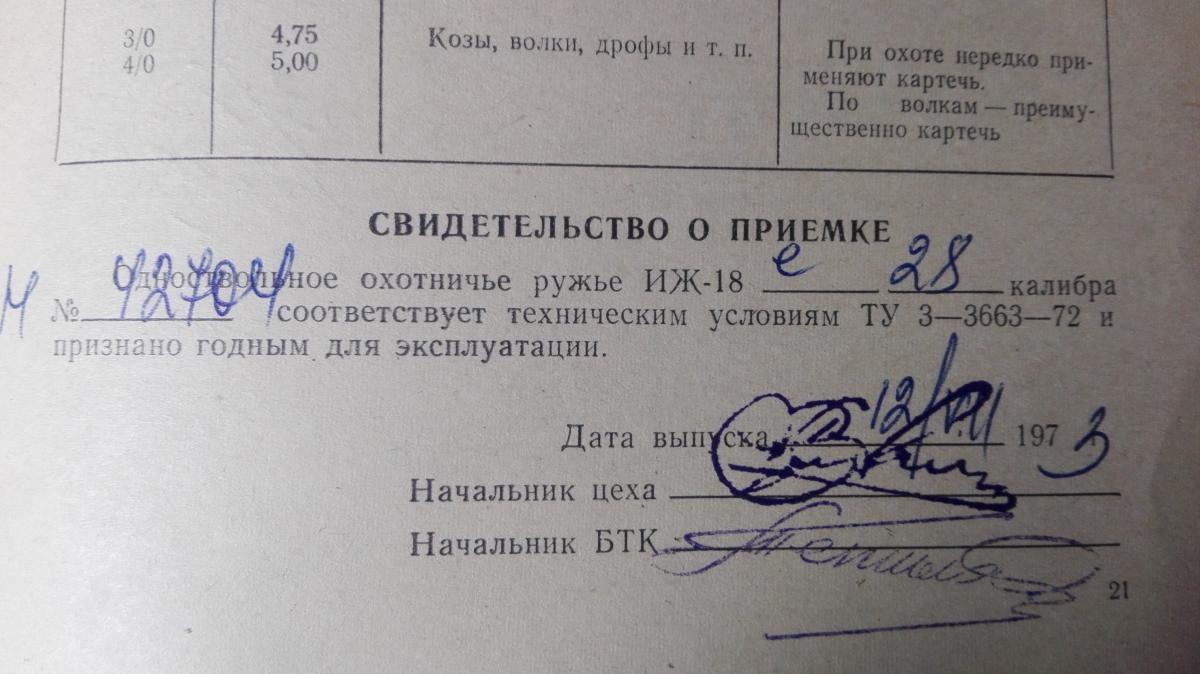 3/0 4,75 Козы, волки, дрофы и т. п. При охоте нередко при-
4/0 5,00 меняют картечь.
По волкам — преиму-
щественно картечь
СВИДЕТЕЛЬСТВО О ПРИЕМКЕ
Одноствольное охотничье ружье ИЖ-18 е 28 калибра
№ соответствует техническим условиям ТУ 3—3663—72 и
признано годным для эксплуатации.
Дата выпуска 12/VII 197 3
Начальник цеха
Начальник БТК
21